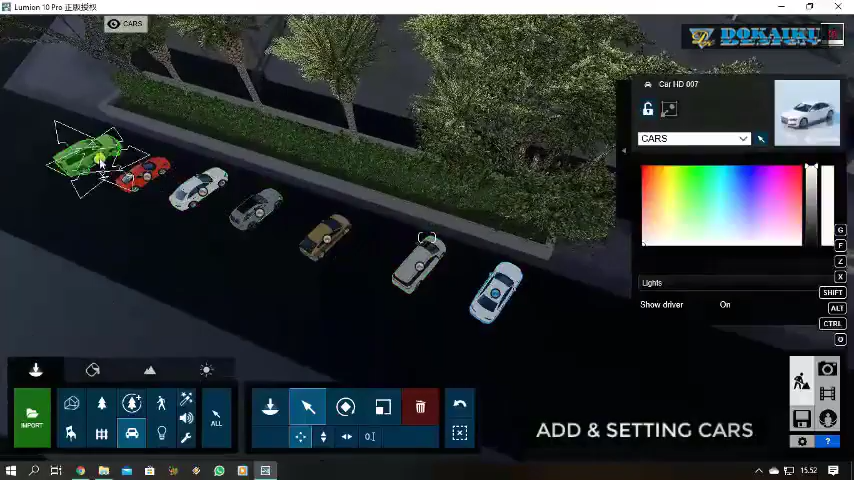 Lumion 10 Pro 正版授权
CARS
DOKAIKU
DESIGN
Car HD 007
CARS
G
F
Z
X
SHIFT
ALT
CTRL
O
Lights
Show driver On
IMPORT
ALL
ADD & SETTING CARS
?
15.52